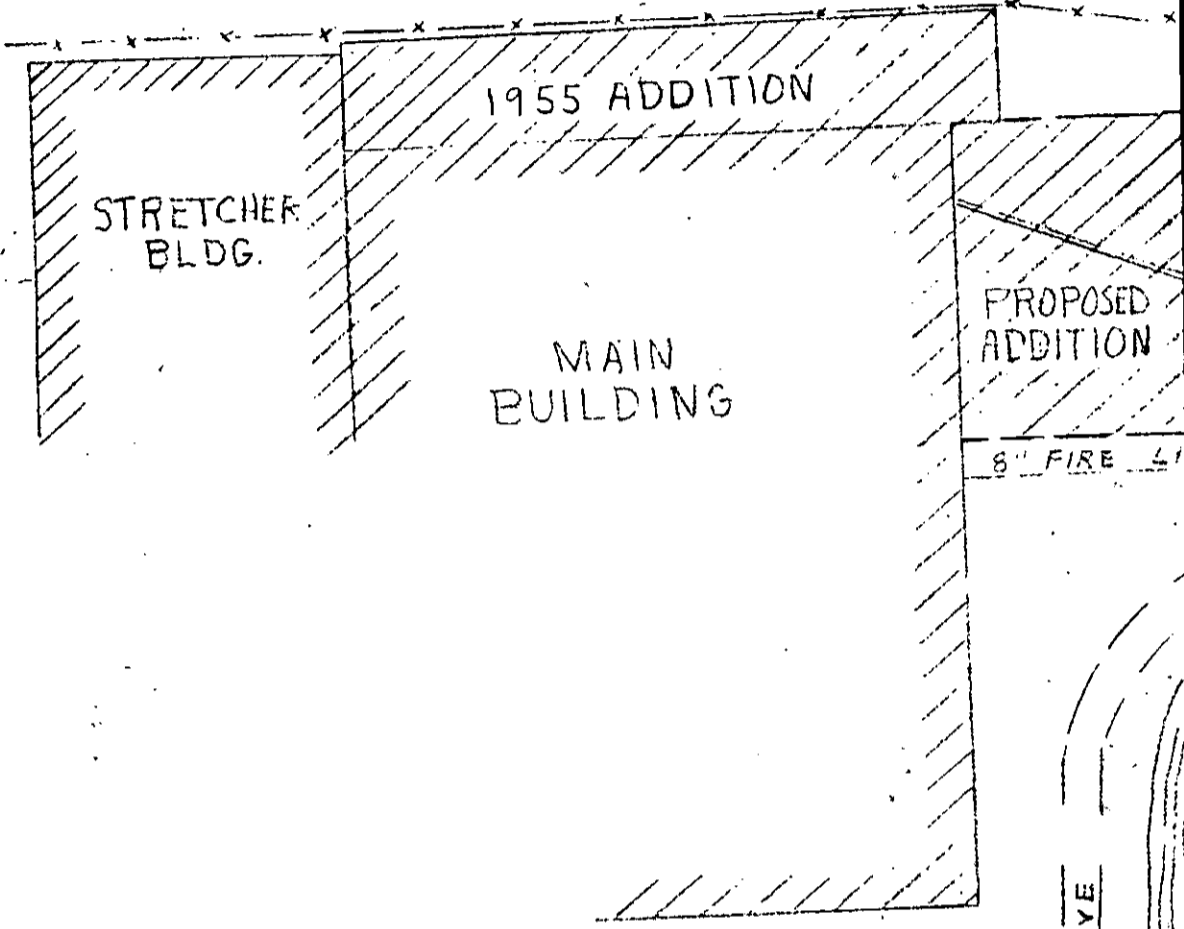 1955 ADDITION
STRETCHER
BLDG.
MAIN
BUILDING
PROPOSED
ADDITION
8" FIRE